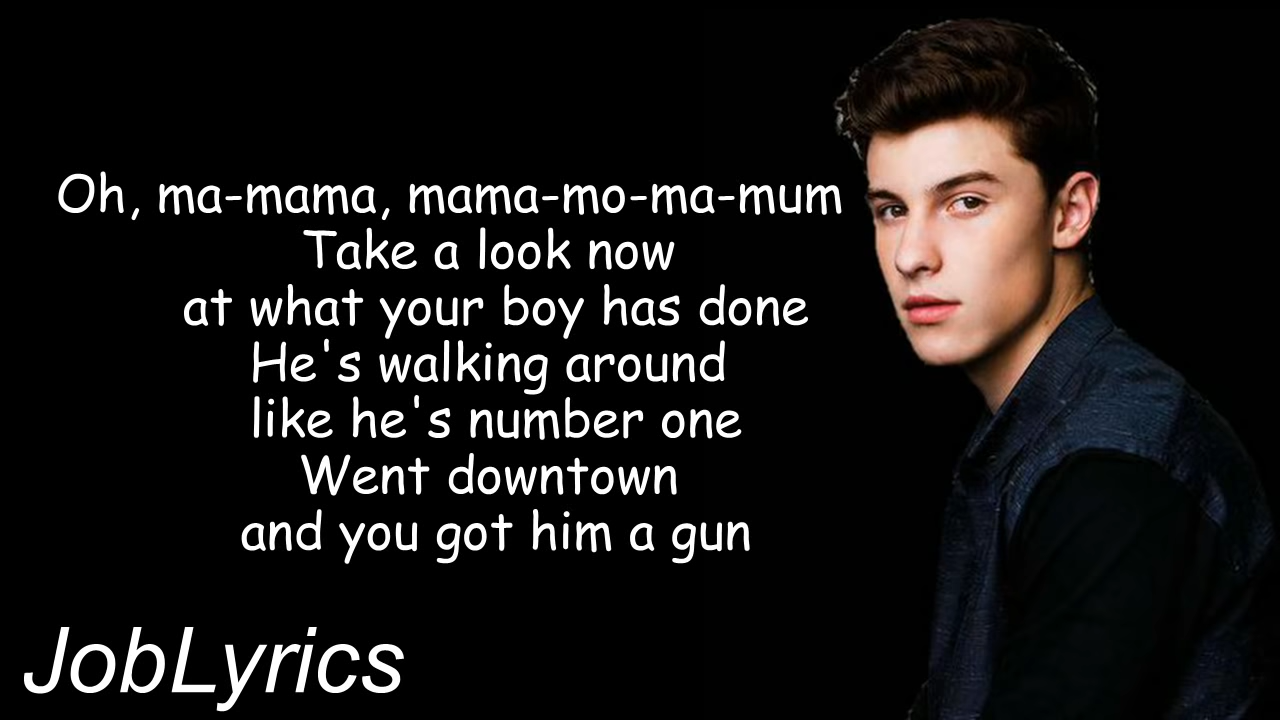 Oh, ma-mama, mama-mo-ma-mum
Take a look now
at what your boy has done
He's walking around
like he's number one
Went downtown
and you got him a gun
JobLyrics